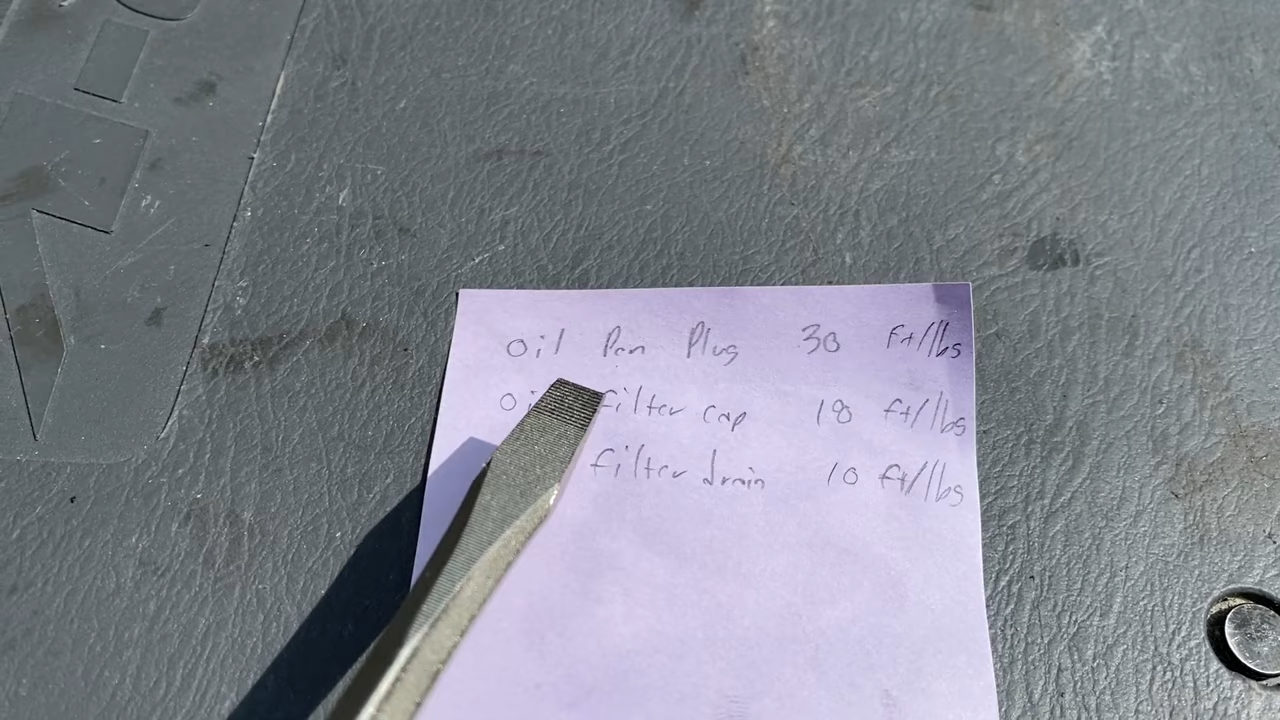 oil Pan Plug 30 ft/lbs
filter cap 18 ft/lbs
filter drain 10 ft/lbs